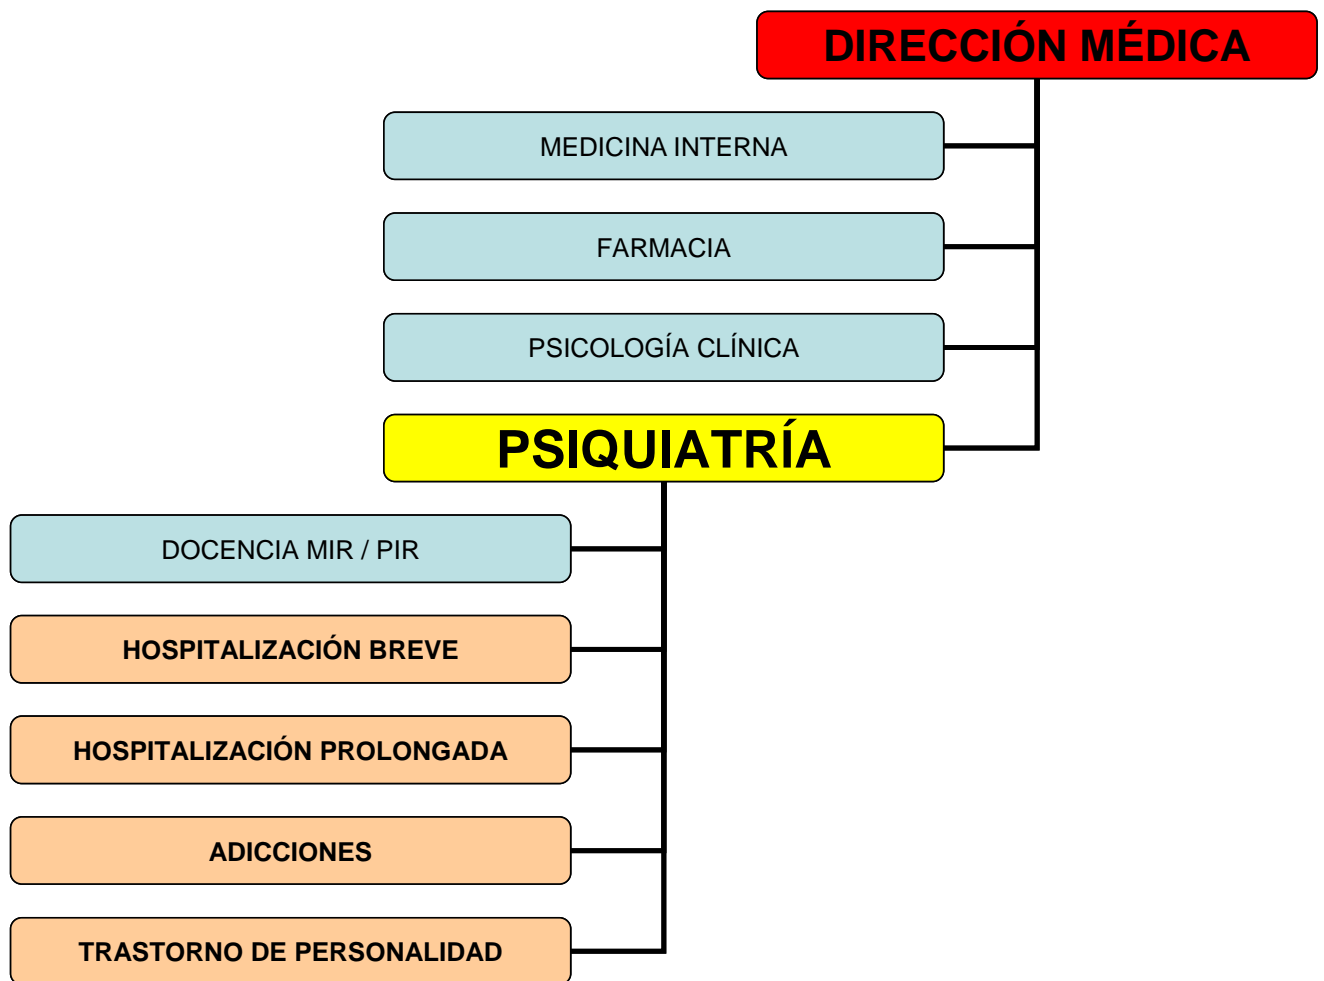 DIRECCIÓN MÉDICA
MEDICINA INTERNA
FARMACIA
PSICOLOGÍA CLÍNICA
PSIQUIATRÍA
DOCENCIA MIR / PIR
HOSPITALIZACIÓN BREVE
HOSPITALIZACIÓN PROLONGADA
ADICCIONES
TRASTORNO DE PERSONALIDAD